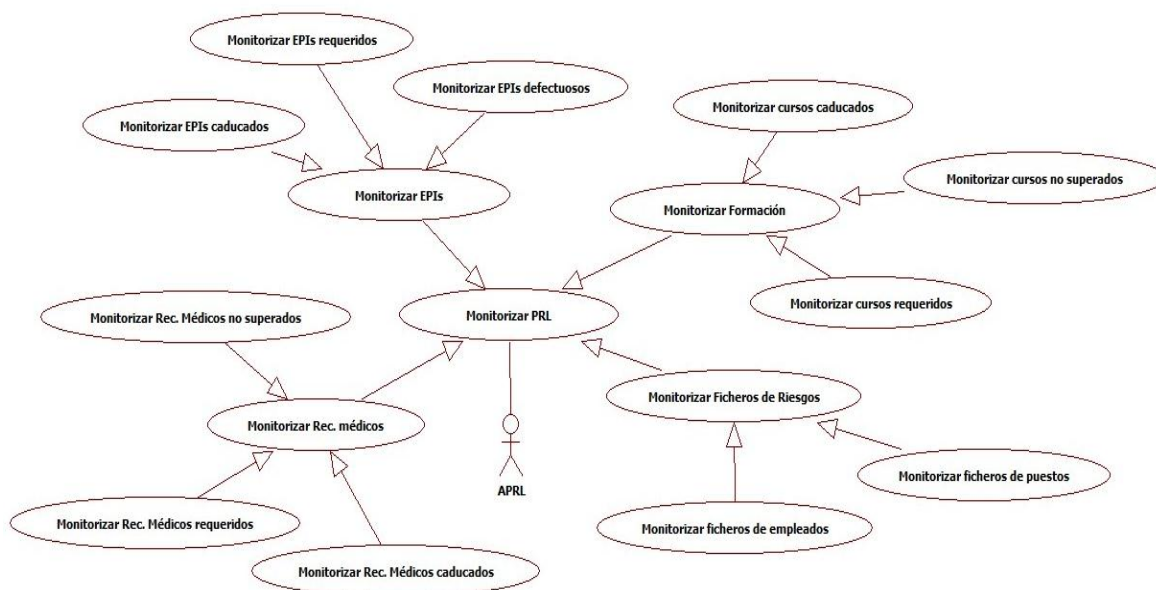 Monitorizar EPIs requeridos
Monitorizar EPIs defectuosos
Monitorizar cursos caducados
Monitorizar EPIs caducados
Monitorizar cursos no superados
Monitorizar EPIs
Monitorizar Formación
Monitorizar cursos requeridos
Monitorizar PRL
Monitorizar Rec. Médicos no superados
Monitorizar Ficheros de Riesgos
Monitorizar Rec. médicos
Monitorizar ficheros de puestos
APRL
Monitorizar Rec. Médicos requeridos
Monitorizar ficheros de empleados
Monitorizar Rec. Médicos caducados